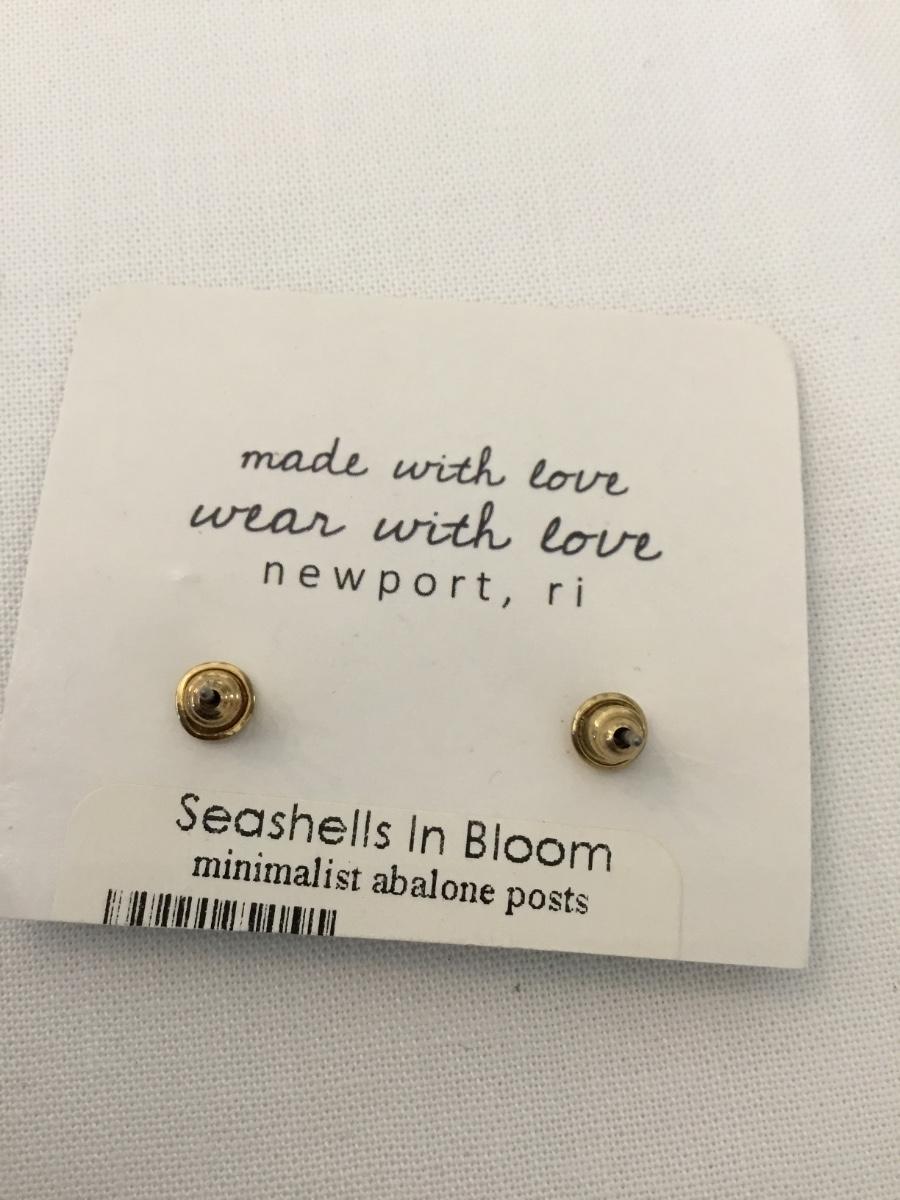 made with love
wear with love
newport, ri
Seashells In Bloom
minimalist abalone posts